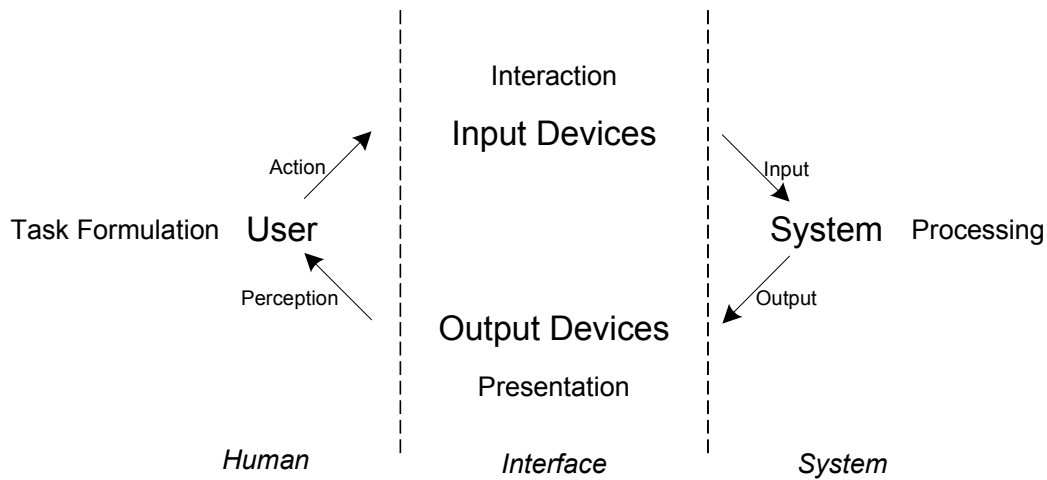 Interaction
Input Devices
Action
Input
Task Formulation User
System Processing
Perception
Output
Output Devices
Presentation
Human
Interface
System